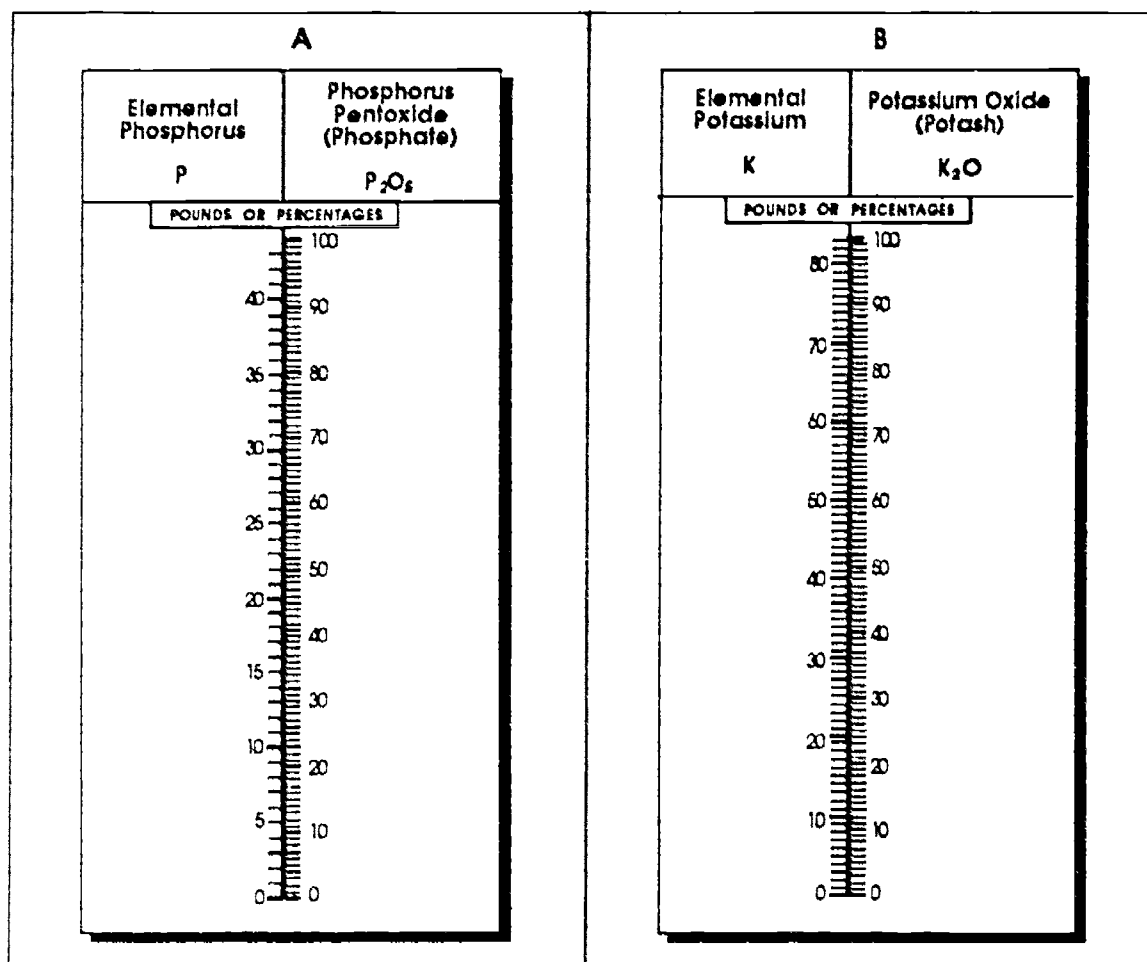 A
Elemental
Phosphorus
P
Phosphorus
Pentoxide
(Phosphate)
P₂O₅
POUNDS OR PERCENTAGES
100
40
90
35
80
70
30
60
25
50
20
40
15
30
10
20
5
10
0
0
B
Elemental
Potassium
K
Potassium Oxide
(Potash)
K₂O
POUNDS OR PERCENTAGES
100
80
90
70
80
60
70
50
60
50
40
40
30
30
20
20
10
10
0
0